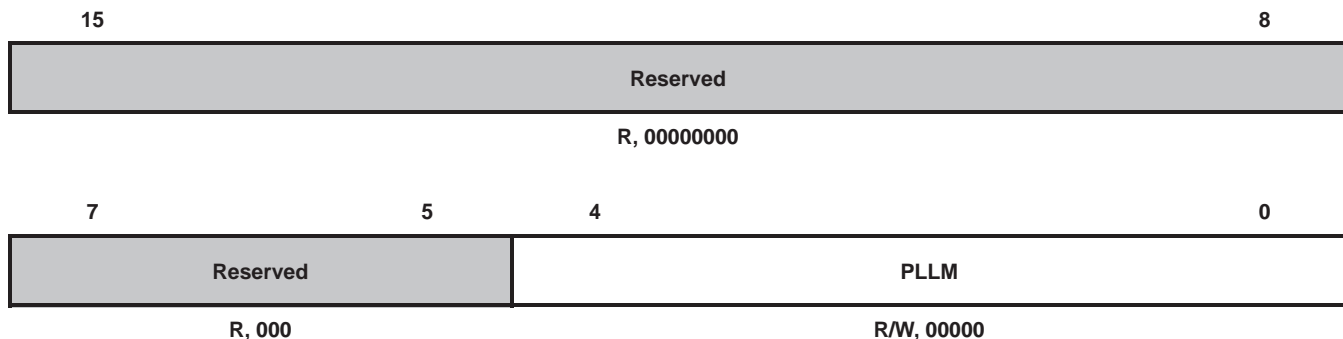 15 8
Reserved
R, 00000000
7 5 4 0
Reserved PLLM
R, 000 R/W, 00000